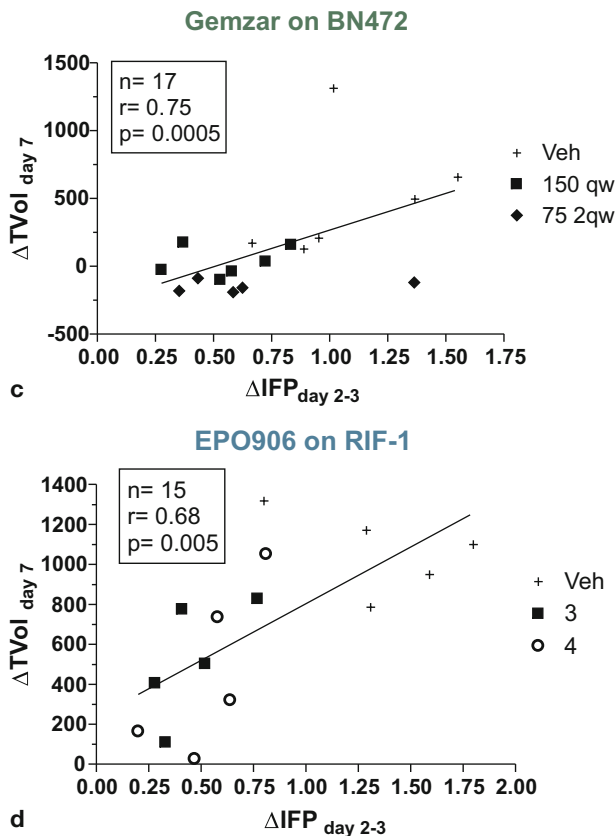 Gemzar on BN472
1500
1000
500
0
-500
ΔTVol day 7
n= 17
r= 0.75
p= 0.0005
+ Veh
■ 150 qw
◆ 75 2qw
0.00 0.25 0.50 0.75 1.00 1.25 1.50 1.75
ΔIFP day 2-3
c
EPO906 on RIF-1
1400
1200
1000
800
600
400
200
0
ΔTVol day 7
n= 15
r= 0.68
p= 0.005
+ Veh
■ 3
○ 4
0.00 0.25 0.50 0.75 1.00 1.25 1.50 1.75 2.00
ΔIFP day 2-3
d